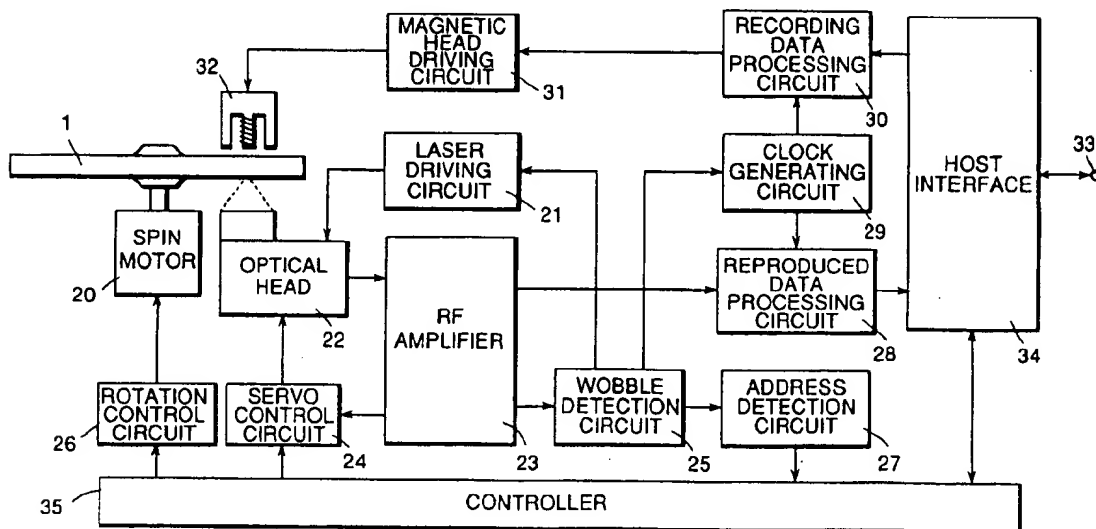 MAGNETIC
HEAD
DRIVING
CIRCUIT
31
RECORDING
DATA
PROCESSING
CIRCUIT
30
32
1
LASER
DRIVING
CIRCUIT
21
CLOCK
GENERATING
CIRCUIT
29
HOST
INTERFACE
34
33
SPIN
MOTOR
20
OPTICAL
HEAD
22
RF
AMPLIFIER
23
REPRODUCED
DATA
PROCESSING
CIRCUIT
28
ROTATION
CONTROL
CIRCUIT
26
SERVO
CONTROL
CIRCUIT
24
WOBBLE
DETECTION
CIRCUIT
25
ADDRESS
DETECTION
CIRCUIT
27
35
CONTROLLER